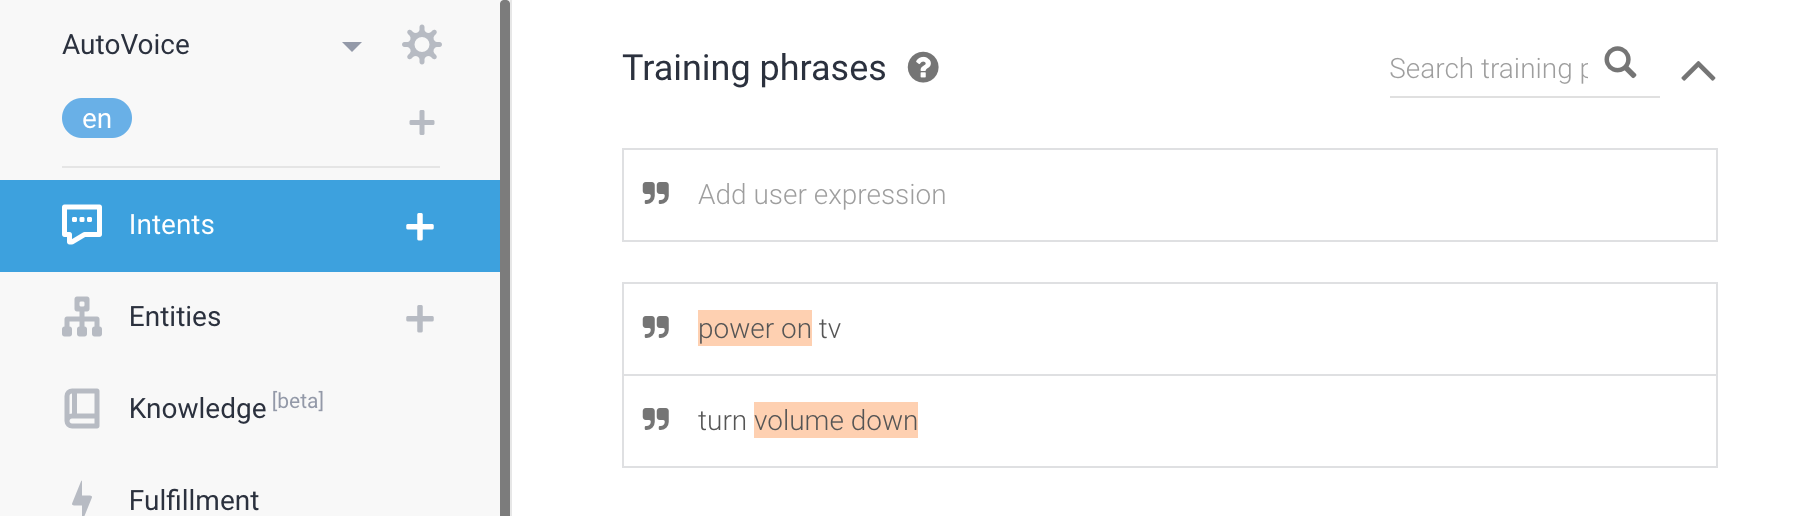 AutoVoice
en
Intents
Entities
Knowledge [beta]
Fulfillment
Training phrases
Search training p
Add user expression
power on tv
turn volume down